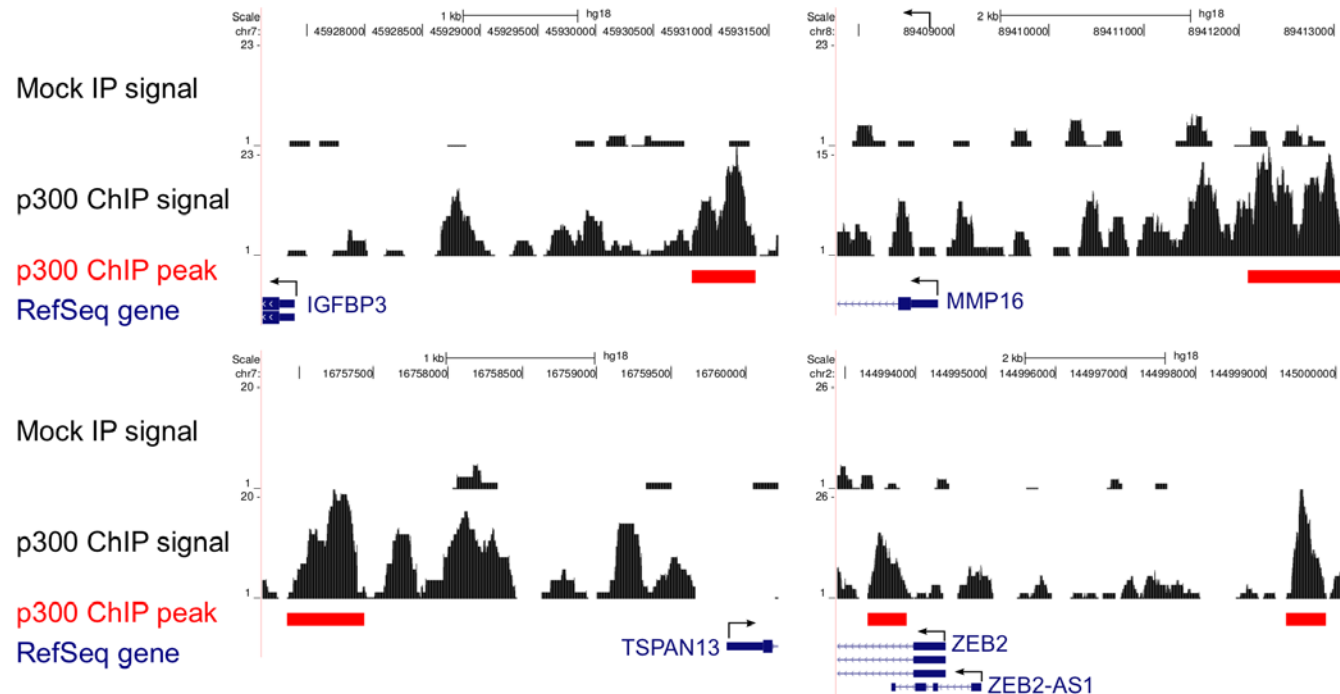 Scale 1 kb hg18
chr7: 45928000 45928500 45929000 45929500 45930000 45930500 45931000 45931500
23
Mock IP signal
1
23
p300 ChIP signal
1
p300 ChIP peak
RefSeq gene
IGFBP3
Scale 2 kb hg18
chr8: 89409000 89410000 89411000 89412000 89413000
23
1
15
1
MMP16
Scale 1 kb hg18
chr7: 16757500 16758000 16758500 16759000 16759500 16760000
20
Mock IP signal
1
20
p300 ChIP signal
1
p300 ChIP peak
RefSeq gene
TSPAN13
Scale 2 kb hg18
chr2: 144994000 144995000 144996000 144997000 144998000 144999000 145000000
26
1
26
1
ZEB2
ZEB2-AS1